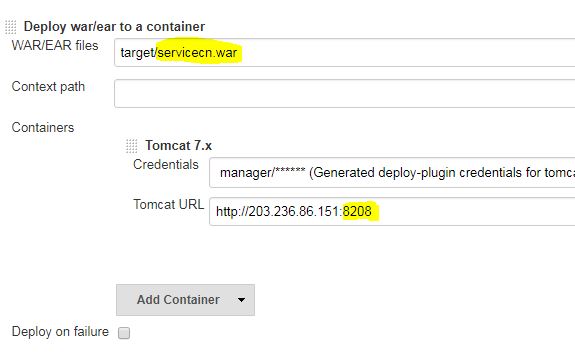 Deploy war/ear to a container
WAR/EAR files
target/servicecn.war
Context path
Containers
Tomcat 7.x
Credentials
manager/****** (Generated deploy-plugin credentials for tomca
Tomcat URL
http://203.236.86.151:8208
Add Container
Deploy on failure